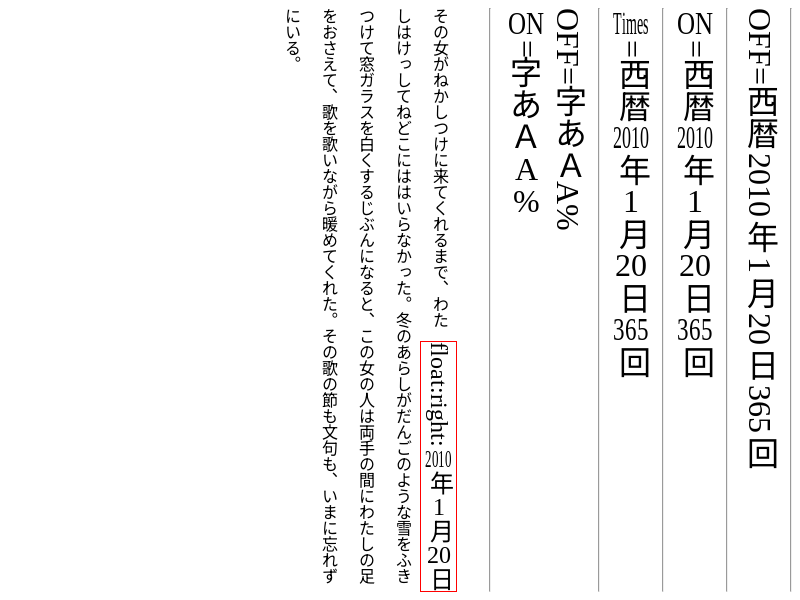 OFF=西暦2010年1月20日365回
ON=西暦2010年1月20日365回
Times=西暦2010年1月20日365回
OFF=字あＡA%
ON=字あＡA%
その女がねかしつけに来てくれるまで、わた
float:right:2010年1月20日
しはけっしてねどこにははいらなかった。冬のあらしがだんごのような雪をふき
つけて窓ガラスを白くするじぶんになると、この女の人は両手の間にわたしの足
をおさえて、歌を歌いながら暖めてくれた。その歌の節も文句も、いまに忘れず
にいる。